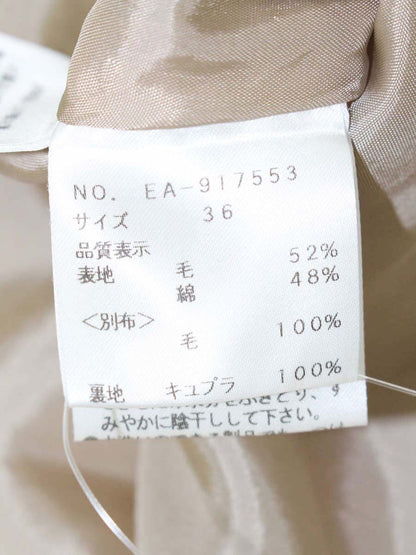 NO. EA-917553
サイズ 36
品質表示
表地 毛 52%
綿 48%
<別布>
毛 100%
裏地 キュプラ 100%
みやかに陰干しして下さい。